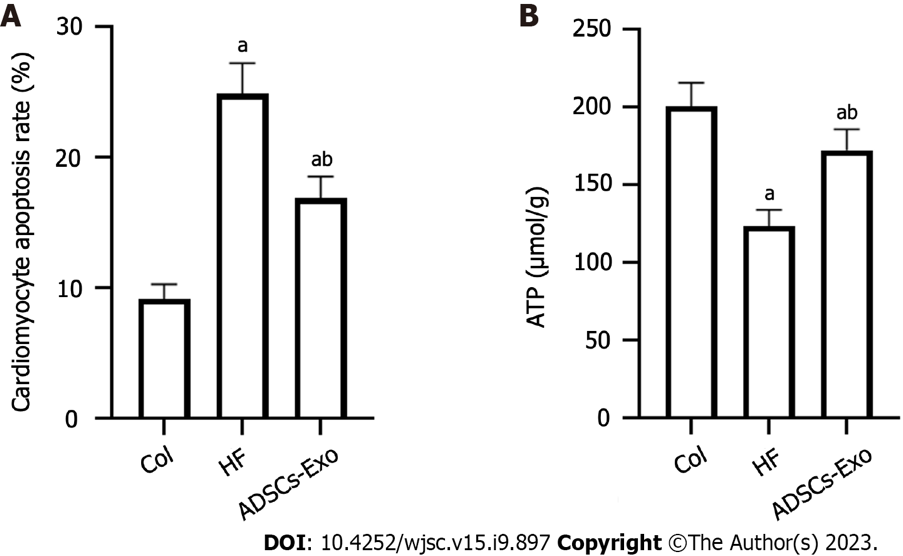 A
Cardiomyocyte apoptosis rate (%)
30
20
10
0
a
ab
Col
HF
ADSCs-Exo
B
ATP (µmol/g)
250
200
150
100
50
0
a
ab
Col
HF
ADSCs-Exo
DOI: 10.4252/wjsc.v15.i9.897 Copyright ©The Author(s) 2023.